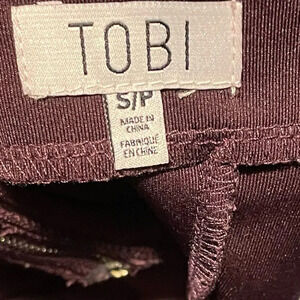 TOBI
S/P
MADE IN
CHINA
FABRIQUÉ
EN CHINE